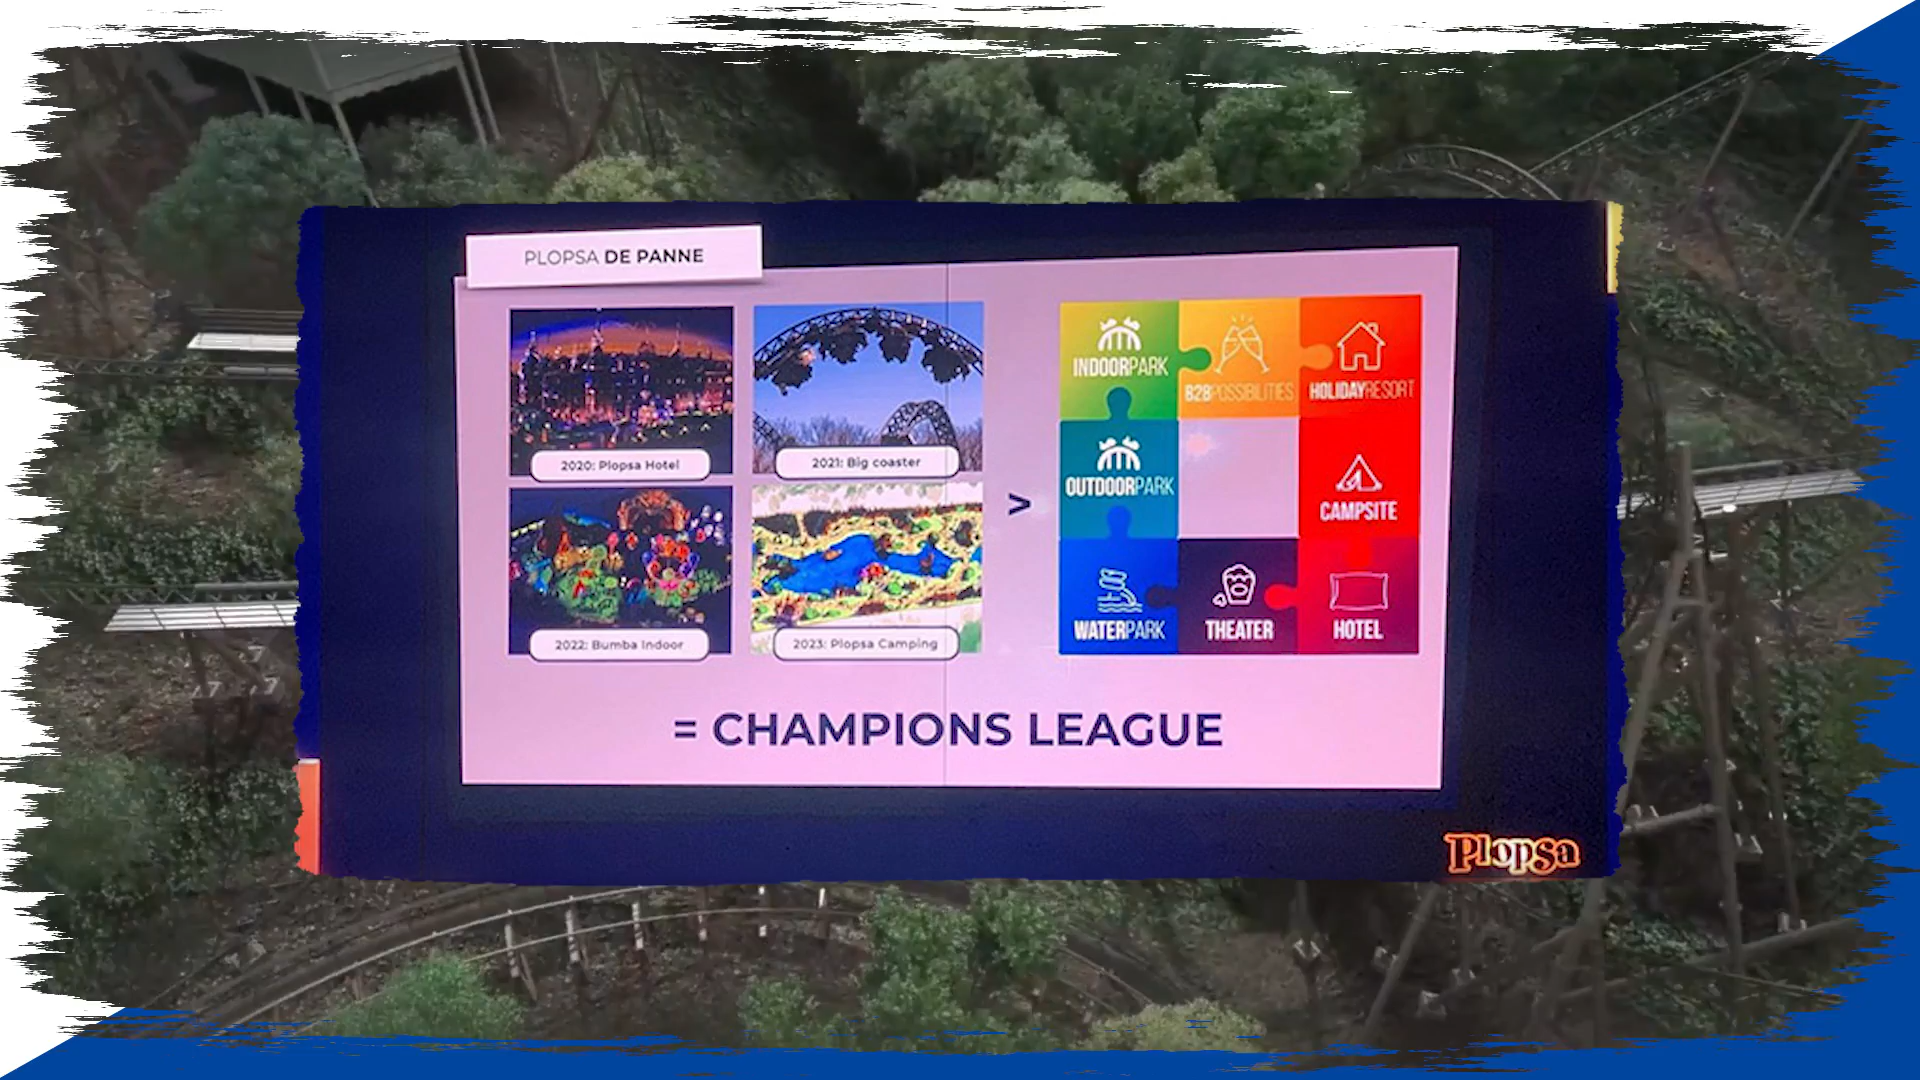 PLOPSA DE PANNE
2020: Plopsa Hotel
2021: Big coaster
2022: Bumba Indoor
2023: Plopsa Camping
>
INDOORPARK
B2BPOSSIBILITIES
HOLIDAYRESORT
OUTDOORPARK
CAMPSITE
WATERPARK
THEATER
HOTEL
= CHAMPIONS LEAGUE
Plopsa